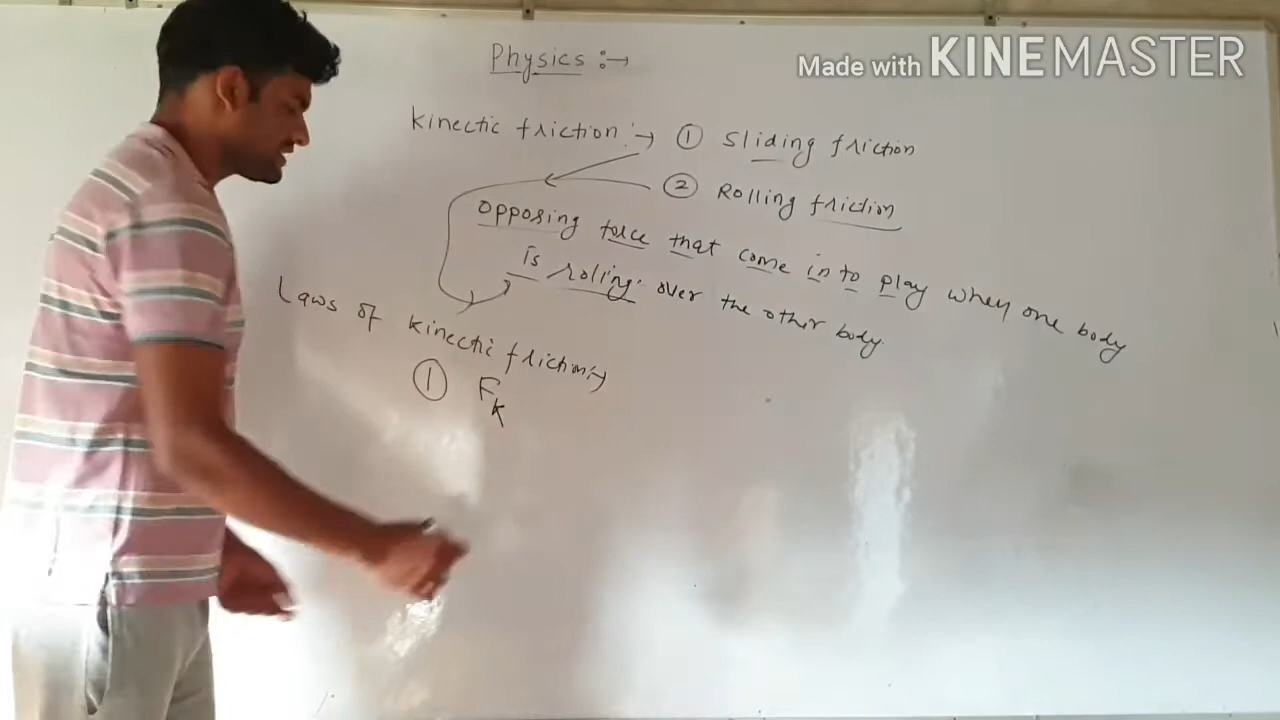 Physics :→
Made with KINEMASTER
Kinectic friction :→ ① Sliding friction
② Rolling friction
Opposing force that come in to play when one body
is rolling. over the other body.
Laws of kinectic friction:→
① FK